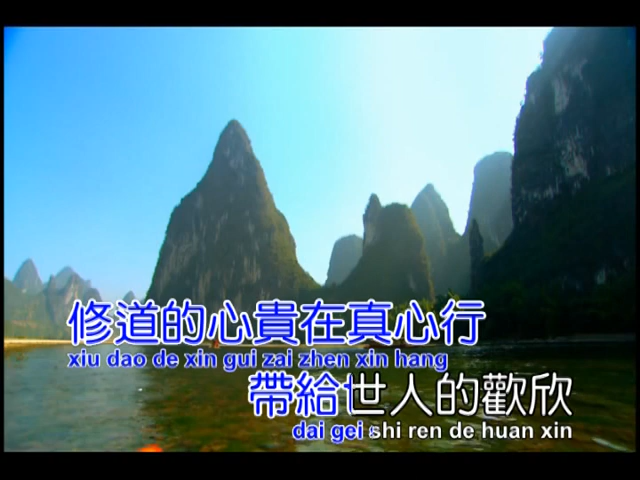 修道的心貴在真心行
xiu dao de xin gui zai zhen xin hang
帶給世人的歡欣
dai gei shi ren de huan xin